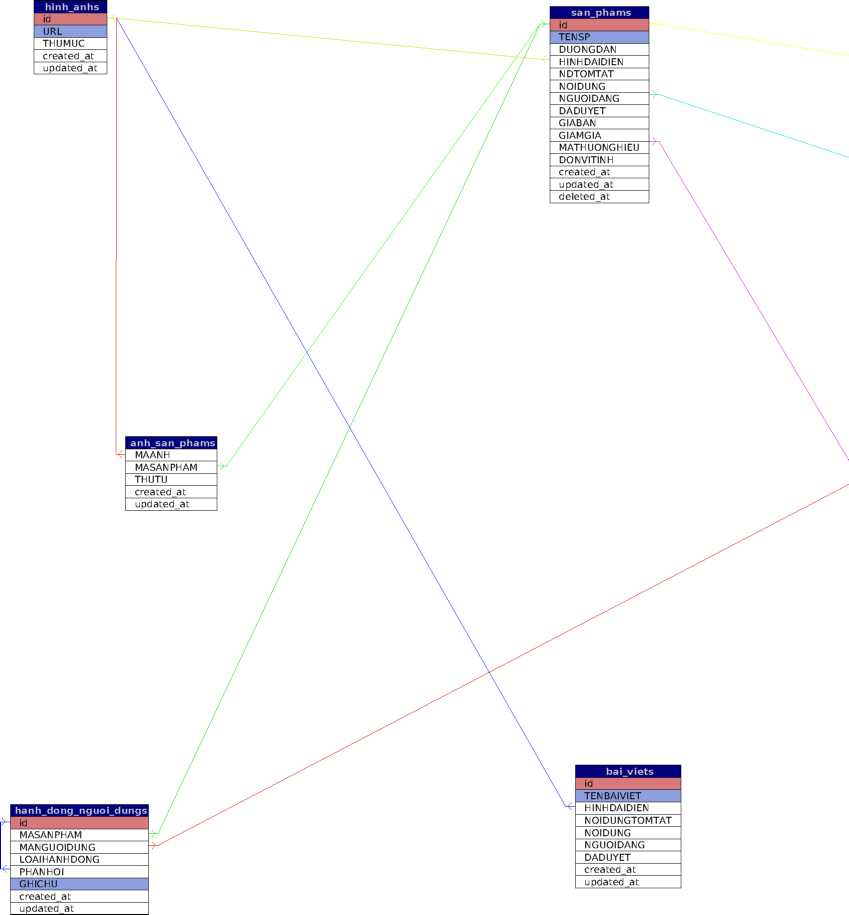 hinh_anhs
id
URL
THUMUC
created_at
updated_at
san_phams
id
TENSP
DUONGDAN
HINHDAIDIEN
NDTOMTAT
NOIDUNG
NGUOIDANG
DADUYET
GIABAN
GIAMGIA
MATHUONGHIEU
DONVITINH
created_at
updated_at
deleted_at
anh_san_phams
MAANH
MASANPHAM
THUTU
created_at
updated_at
hanh_dong_nguoi_dungs
id
MASANPHAM
MANGUOIDUNG
LOAIHANHDONG
PHANHOI
GHICHU
created_at
updated_at
bai_viets
id
TENBAIVIET
HINHDAIDIEN
NOIDUNGTOMTAT
NOIDUNG
NGUOIDANG
DADUYET
created_at
updated_at